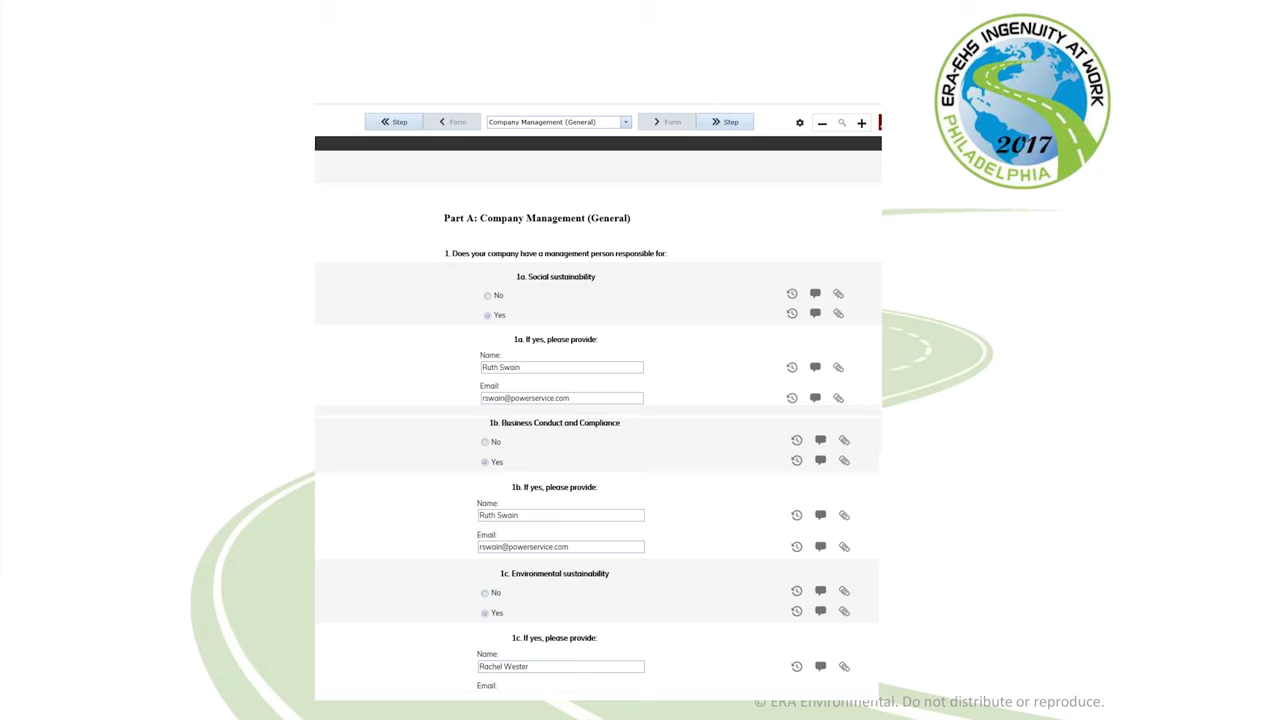 ERA-EHS INGENUITY AT WORK
2017
PHILADELPHIA
Step Form Company Management (General) Form Step
Part A: Company Management (General)
1. Does your company have a management person responsible for:
1a. Social sustainability
No
Yes
1a. If yes, please provide:
Name:
Ruth Swain
Email:
rswain@powerservice.com
1b. Business Conduct and Compliance
No
Yes
1b. If yes, please provide:
Name:
Ruth Swain
Email:
rswain@powerservice.com
1c. Environmental sustainability
No
Yes
1c. If yes, please provide:
Name:
Rachel Wester
Email:
© ERA Environmental. Do not distribute or reproduce.